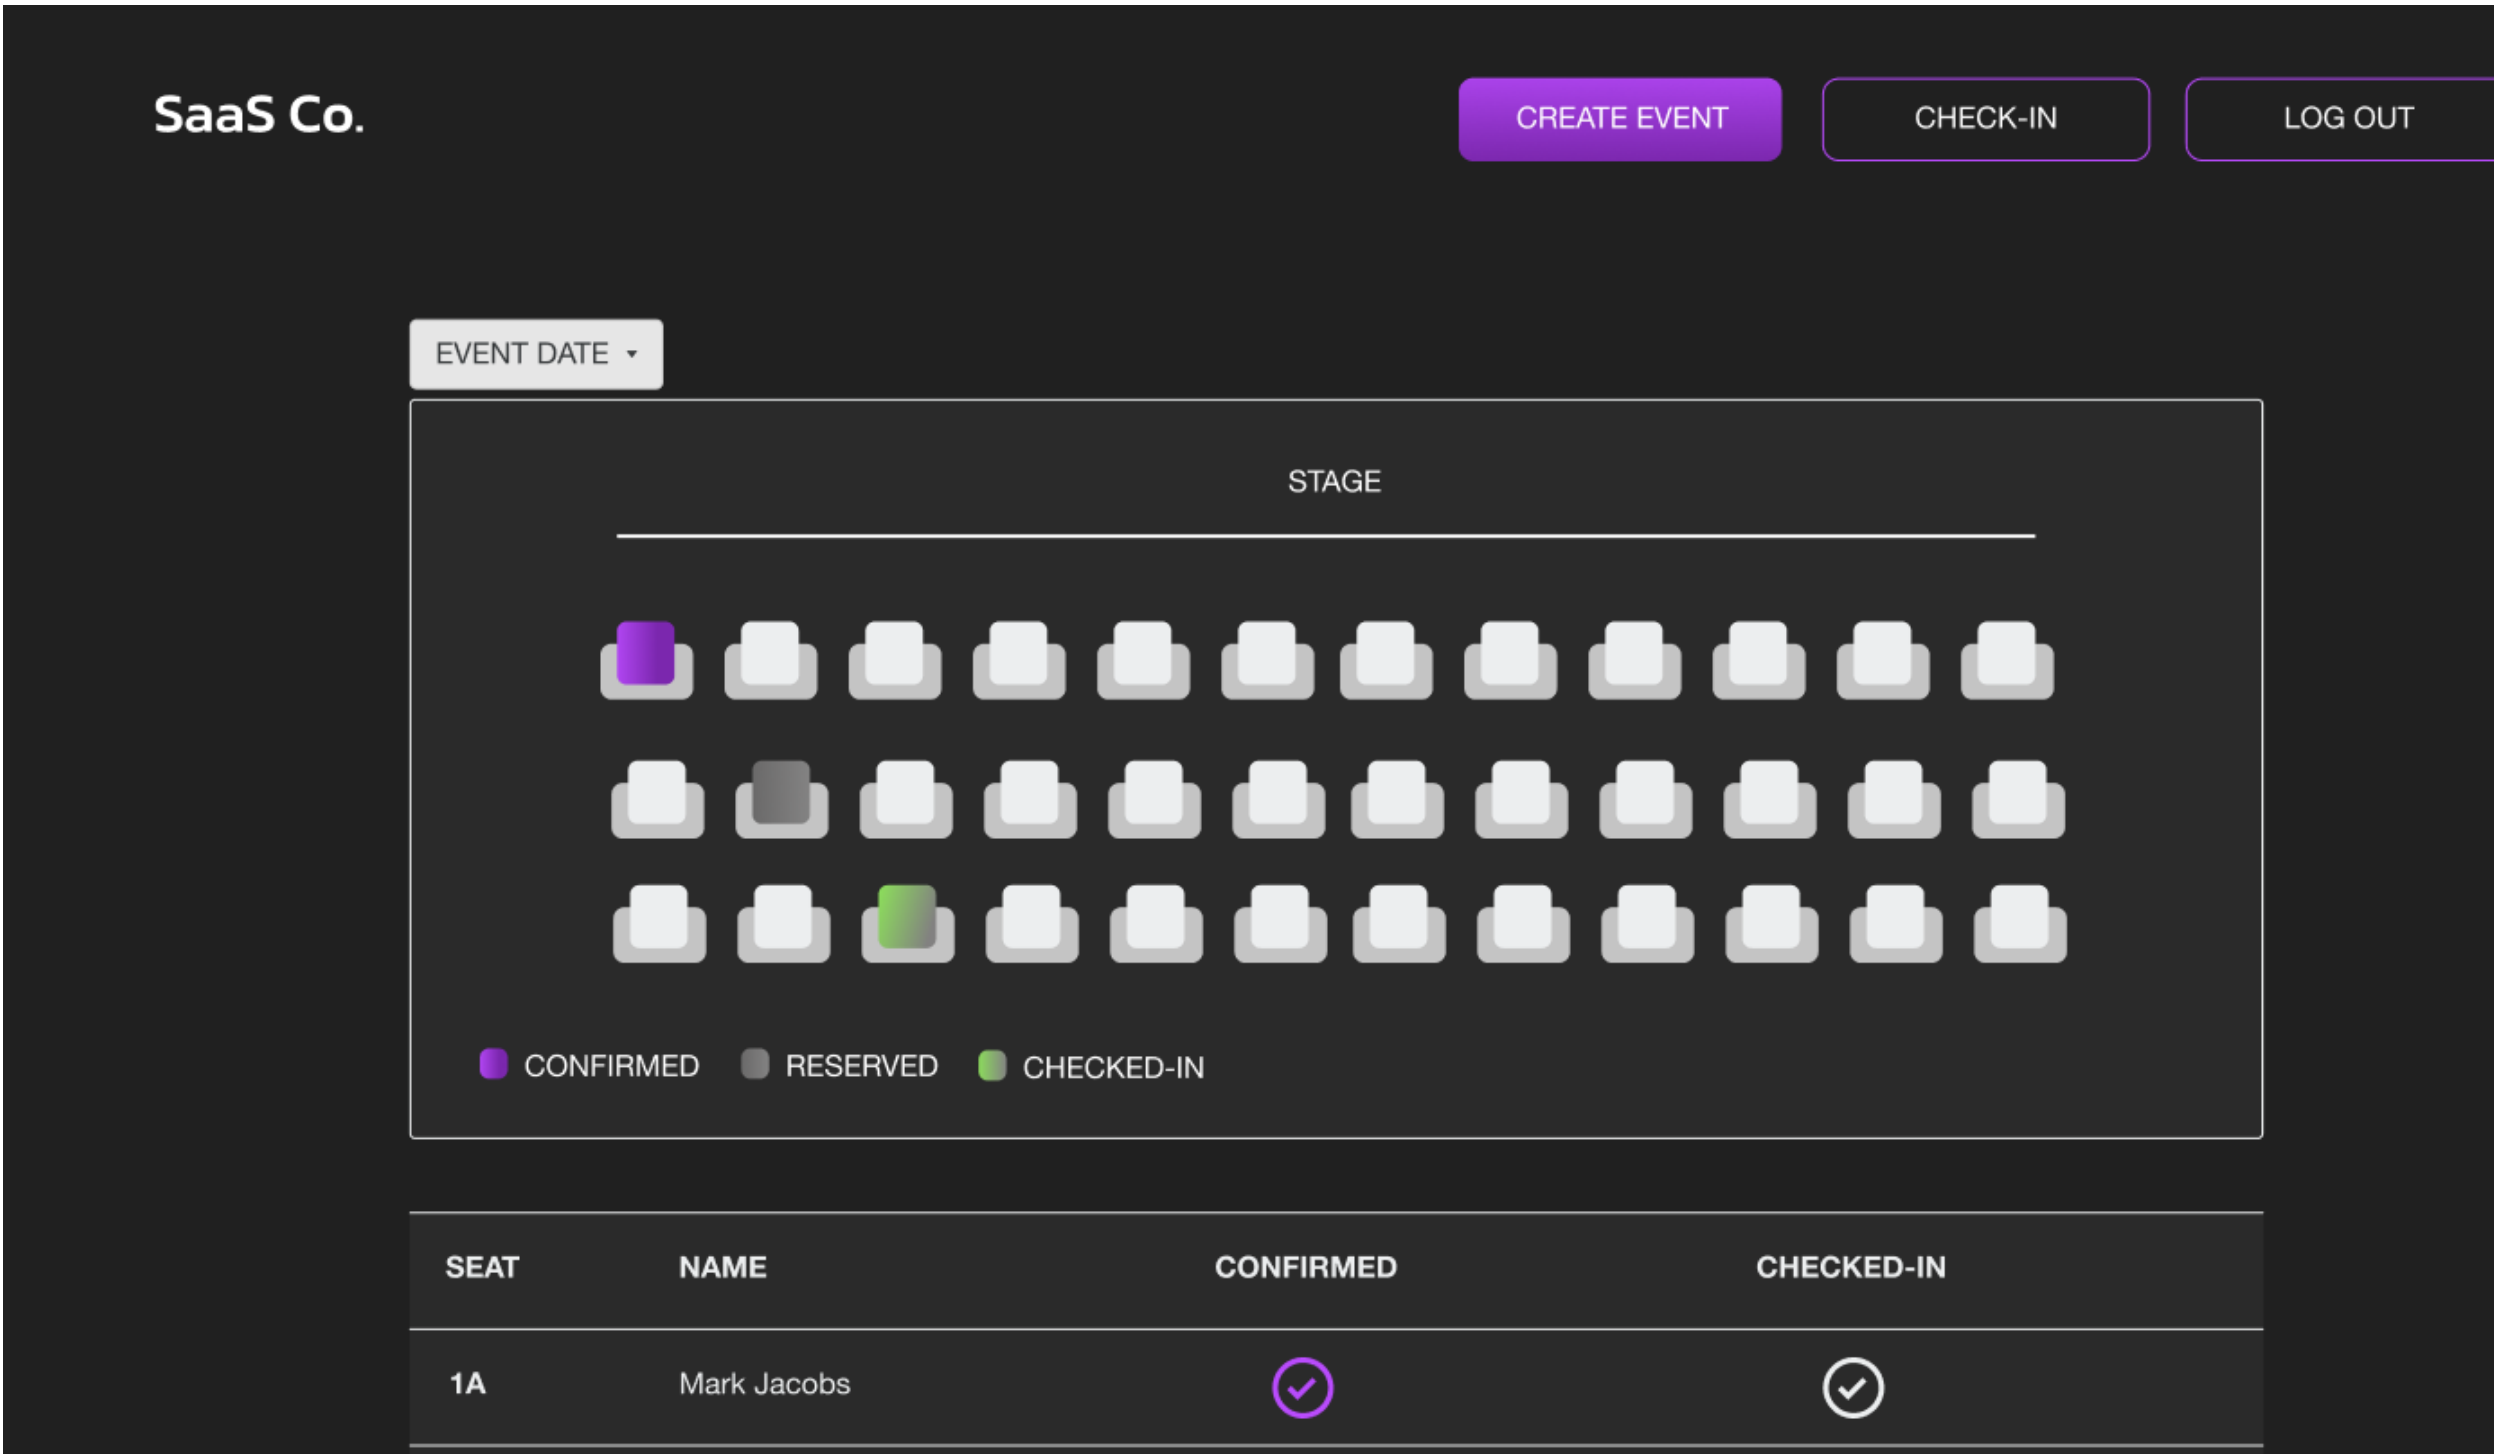 SaaS Co.
CREATE EVENT
CHECK-IN
LOG OUT
EVENT DATE
STAGE
CONFIRMED
RESERVED
CHECKED-IN
SEAT NAME CONFIRMED CHECKED-IN
1A Mark Jacobs